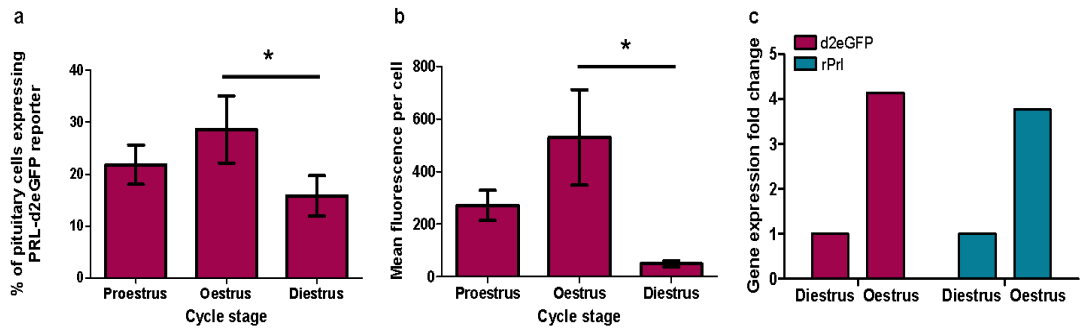 a
% of pituitary cells expressing
PRL-d2eGFP reporter
40
30
20
10
0
Proestrus Oestrus Diestrus
Cycle stage
*
b
Mean fluorescence per cell
800
600
400
200
0
Proestrus Oestrus Diestrus
Cycle stage
*
c
d2eGFP
rPrl
Gene expression fold change
5
4
3
2
1
0
Diestrus Oestrus Diestrus Oestrus